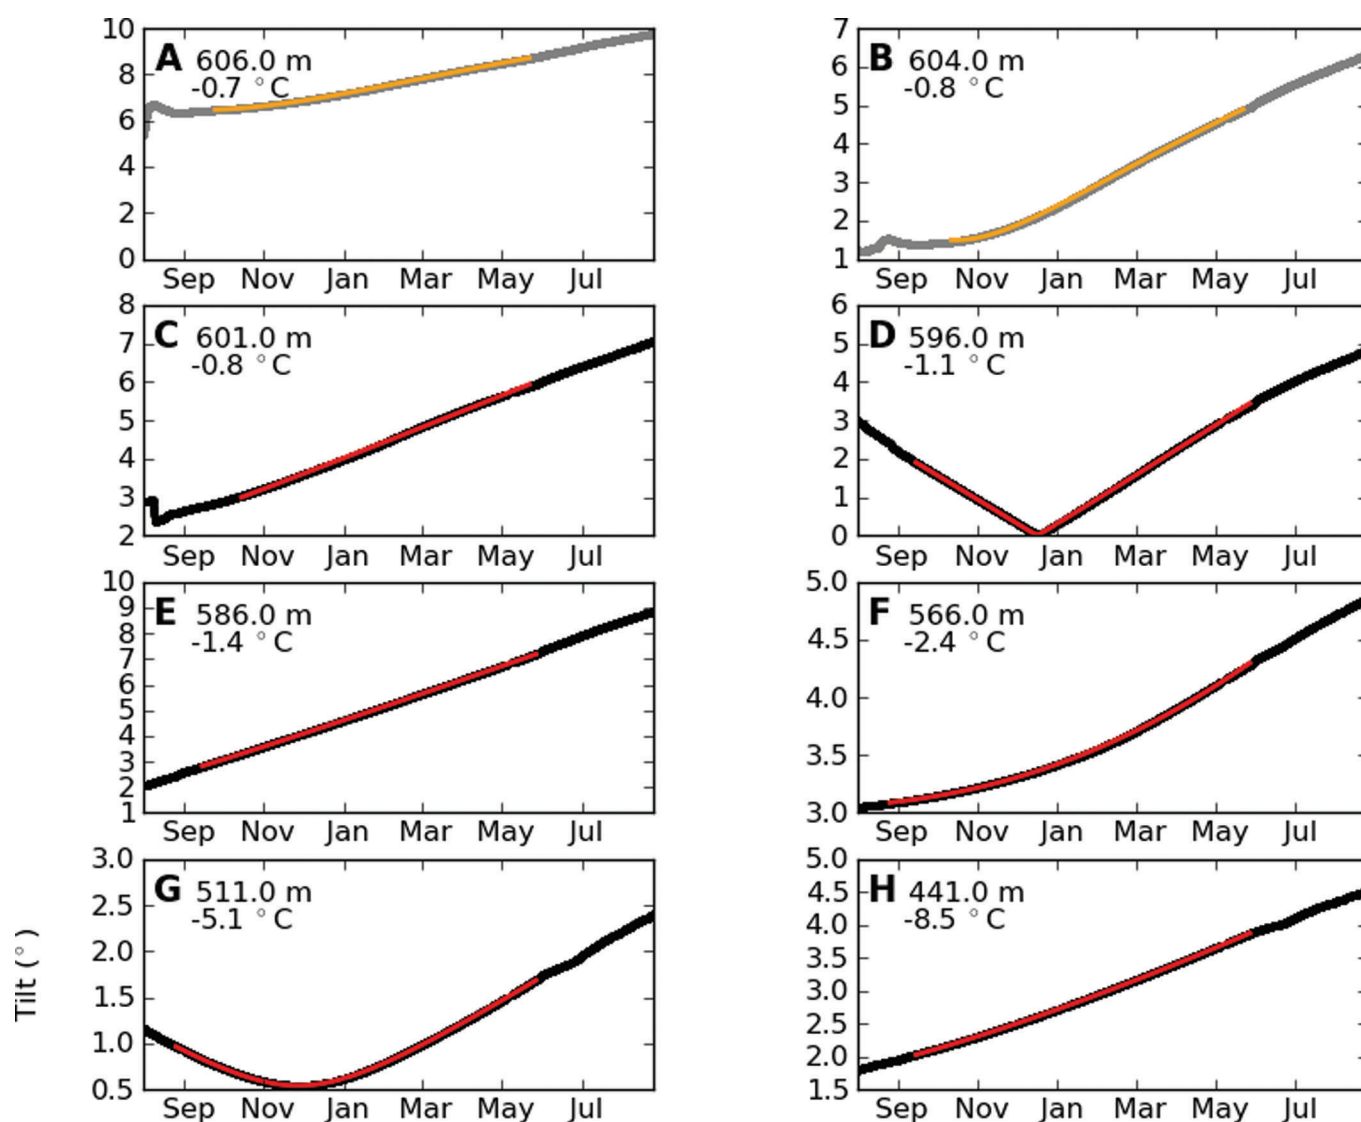 10
8
6
4
2
0
A 606.0 m
-0.7 °C
Sep Nov Jan Mar May Jul
7
6
5
4
3
2
1
B 604.0 m
-0.8 °C
Sep Nov Jan Mar May Jul
8
7
6
5
4
3
2
C 601.0 m
-0.8 °C
Sep Nov Jan Mar May Jul
6
5
4
3
2
1
0
D 596.0 m
-1.1 °C
Sep Nov Jan Mar May Jul
10
9
8
7
6
5
4
3
2
1
E 586.0 m
-1.4 °C
Sep Nov Jan Mar May Jul
5.0
4.5
4.0
3.5
3.0
F 566.0 m
-2.4 °C
Sep Nov Jan Mar May Jul
Tilt (°)
3.0
2.5
2.0
1.5
1.0
0.5
G 511.0 m
-5.1 °C
Sep Nov Jan Mar May Jul
5.0
4.5
4.0
3.5
3.0
2.5
2.0
1.5
H 441.0 m
-8.5 °C
Sep Nov Jan Mar May Jul